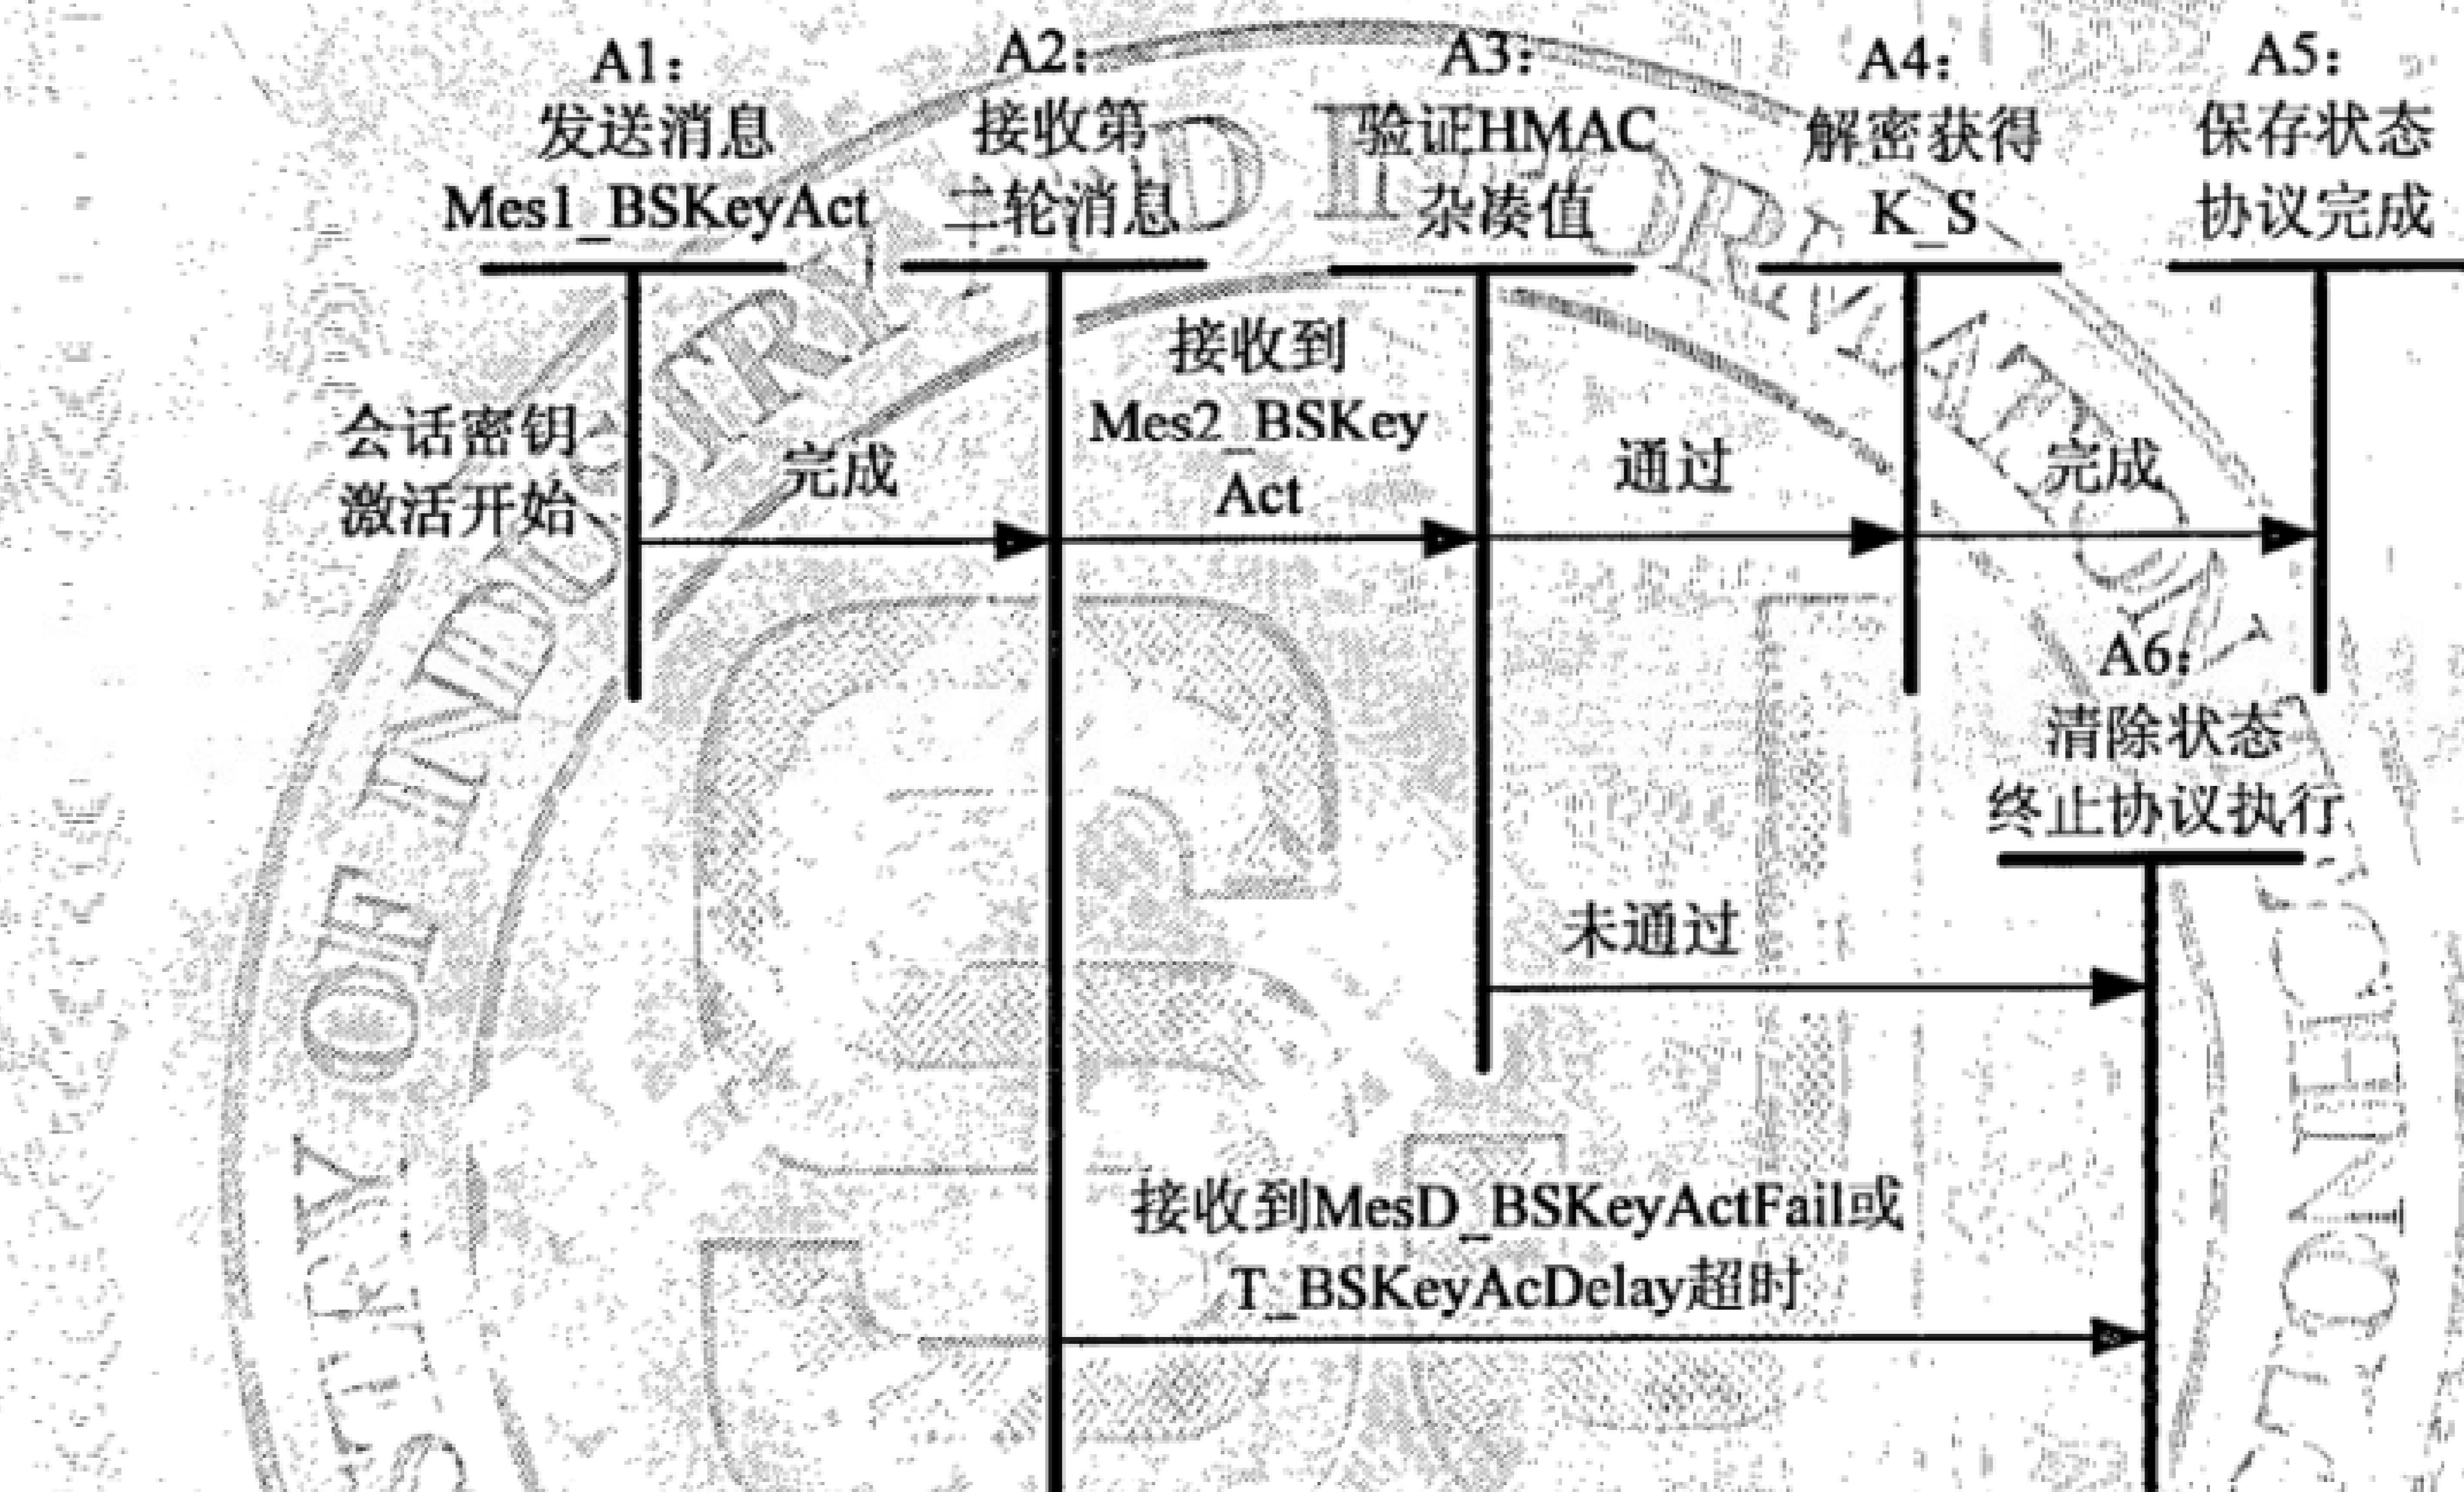 A1:
发送消息
Mes1_BSKeyAct
A2:
接收第
二轮消息
A3:
验证HMAC
杂凑值
A4:
解密获得
K_S
A5:
保存状态
协议完成
会话密钥
激活开始
完成
接收到
Mes2_BSKey
Act
通过
完成
A6:
清除状态
终止协议执行
未通过
接收到MesD_BSKeyActFail或
T_BSKeyAcDelay超时